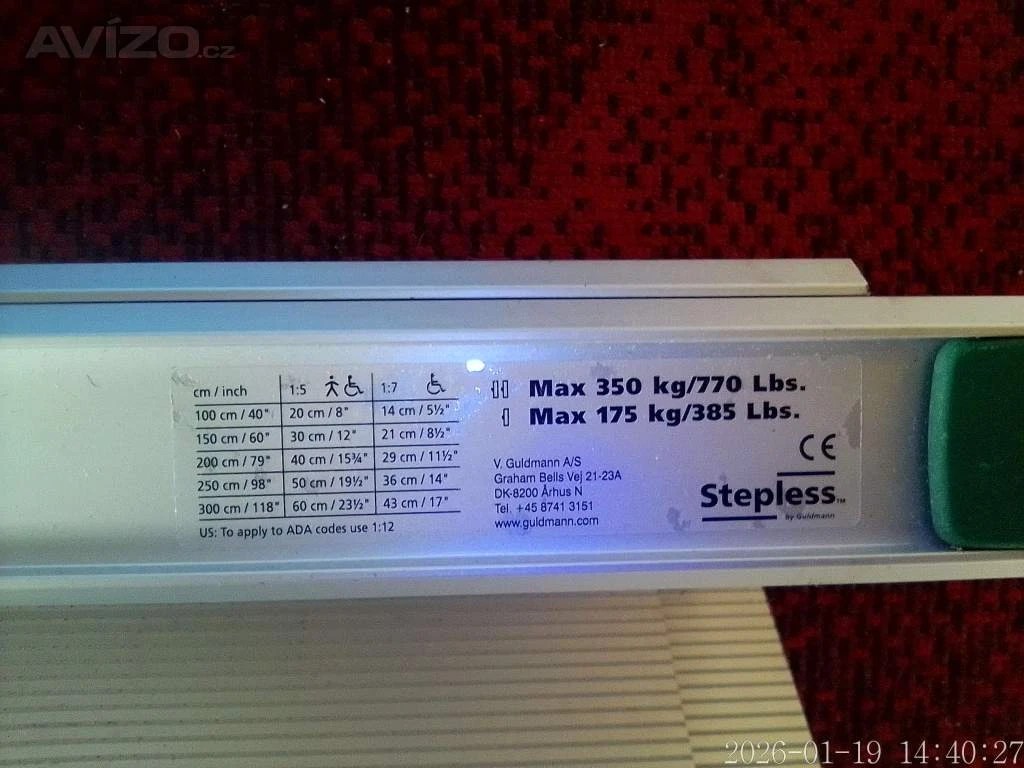 AVÍZO.cz
cm / inch 1:5 1:7
100 cm / 40" 20 cm / 8" 14 cm / 5½"
150 cm / 60" 30 cm / 12" 21 cm / 8½"
200 cm / 79" 40 cm / 15¾" 29 cm / 11½"
250 cm / 98" 50 cm / 19½" 36 cm / 14"
300 cm / 118" 60 cm / 23½" 43 cm / 17"
US: To apply to ADA codes use 1:12
Max 350 kg/770 Lbs.
Max 175 kg/385 Lbs.
V. Guldmann A/S
Graham Bells Vej 21-23A
DK-8200 Århus N
Tel. +45 8741 3151
www.guldmann.com
CE
Stepless™
by Guldmann
2026-01-19 14:40:27